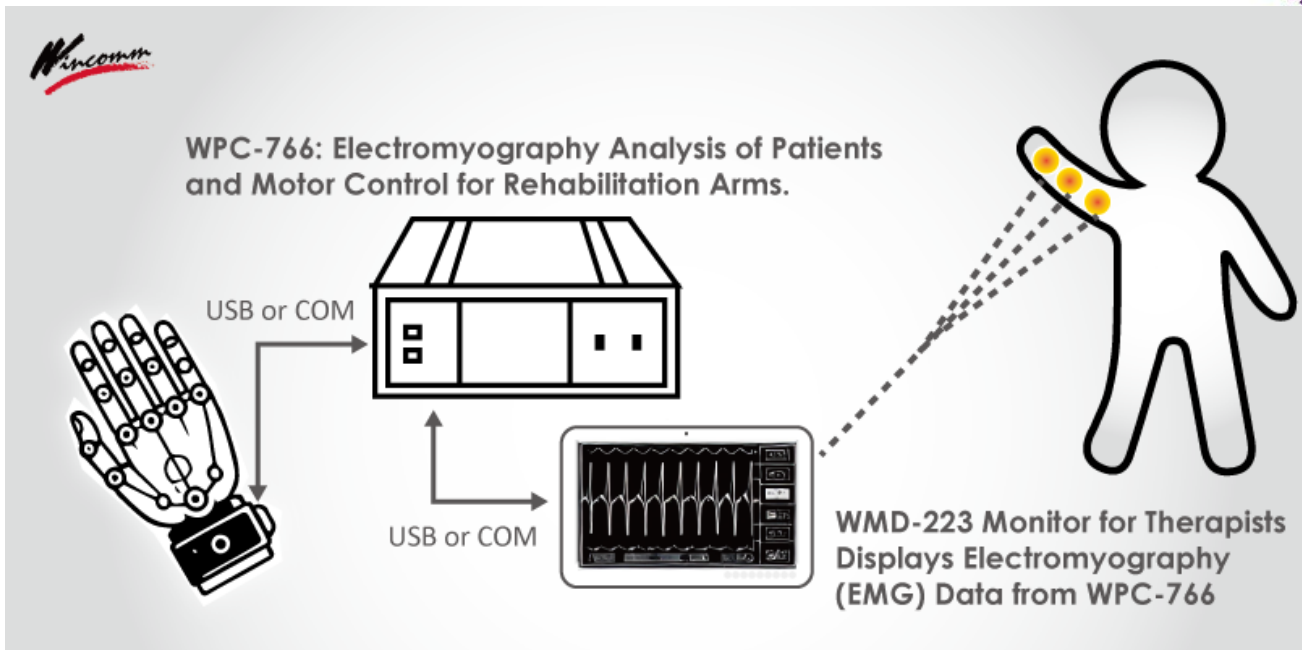 Wincomm
WPC-766: Electromyography Analysis of Patients
and Motor Control for Rehabilitation Arms.
USB or COM
USB or COM
WMD-223 Monitor for Therapists
Displays Electromyography
(EMG) Data from WPC-766